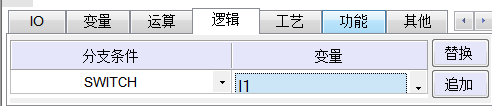 IO 变量 运算 逻辑 工艺 功能 其他
分支条件 变量 替换
SWITCH I1 追加